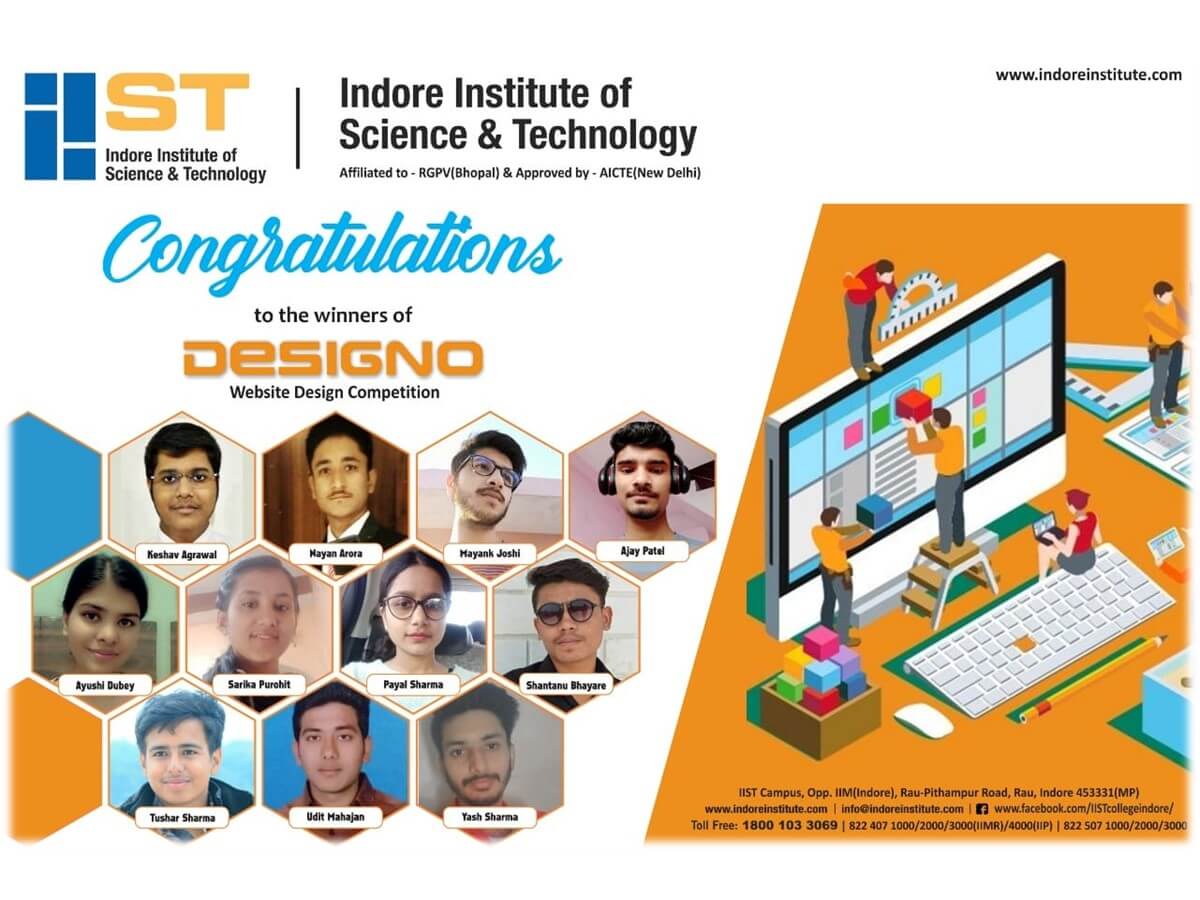 IIST
Indore Institute of
Science & Technology
Indore Institute of
Science & Technology
Affiliated to - RGPV(Bhopal) & Approved by - AICTE(New Delhi)
www.indoreinstitute.com
Congratulations
to the winners of
DESIGNO
Website Design Competition
Keshav Agrawal
Nayan Arora
Mayank Joshi
Ajay Patel
Ayushi Dubey
Sarika Purohit
Payal Sharma
Shantanu Bhayare
Tushar Sharma
Udit Mahajan
Yash Sharma
IIST Campus, Opp. IIM(Indore), Rau-Pithampur Road, Rau, Indore 453331(MP)
www.indoreinstitute.com | info@indoreinstitute.com | www.facebook.com/IISTcollegeindore/
Toll Free: 1800 103 3069 | 822 407 1000/2000/3000(IIMR)/4000(IIP) | 822 507 1000/2000/3000